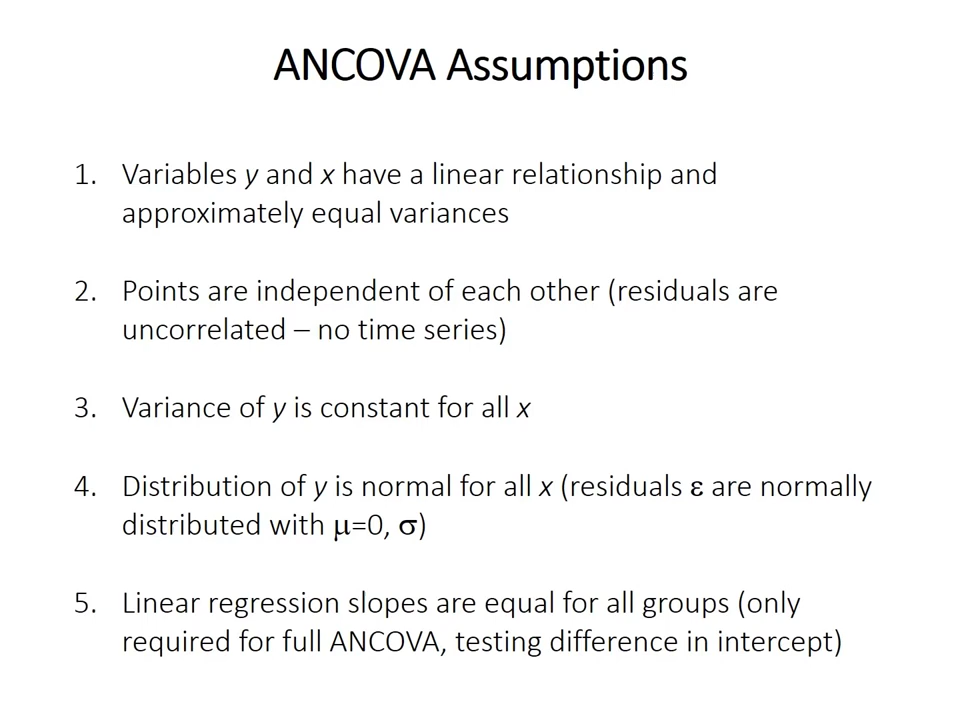 ANCOVA Assumptions
1. Variables y and x have a linear relationship and
approximately equal variances
2. Points are independent of each other (residuals are
uncorrelated – no time series)
3. Variance of y is constant for all x
4. Distribution of y is normal for all x (residuals ε are normally
distributed with μ=0, σ)
5. Linear regression slopes are equal for all groups (only
required for full ANCOVA, testing difference in intercept)